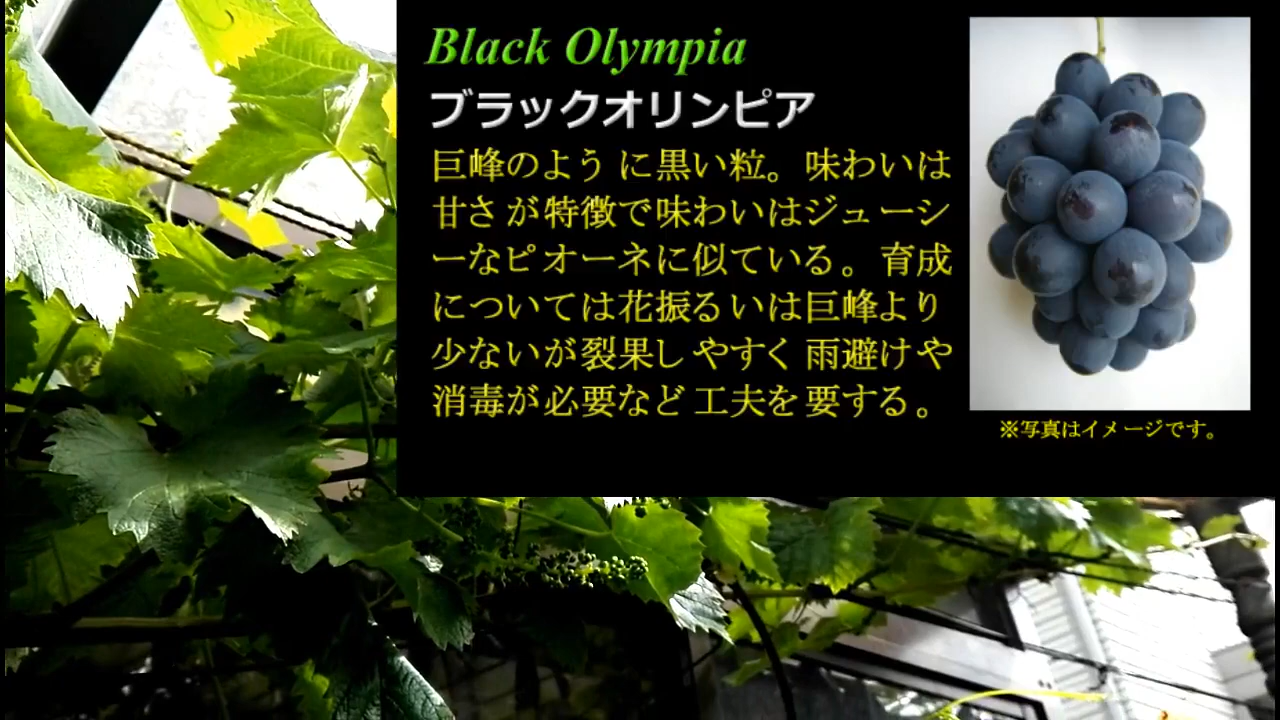 Black Olympia
ブラックオリンピア
巨峰のように黒い粒。味わいは
甘さが特徴で味わいはジューシ
ーなピオーネに似ている。育成
については花振るいは巨峰より
少ないが裂果しやすく雨避けや
消毒が必要など工夫を要する。
※写真はイメージです。